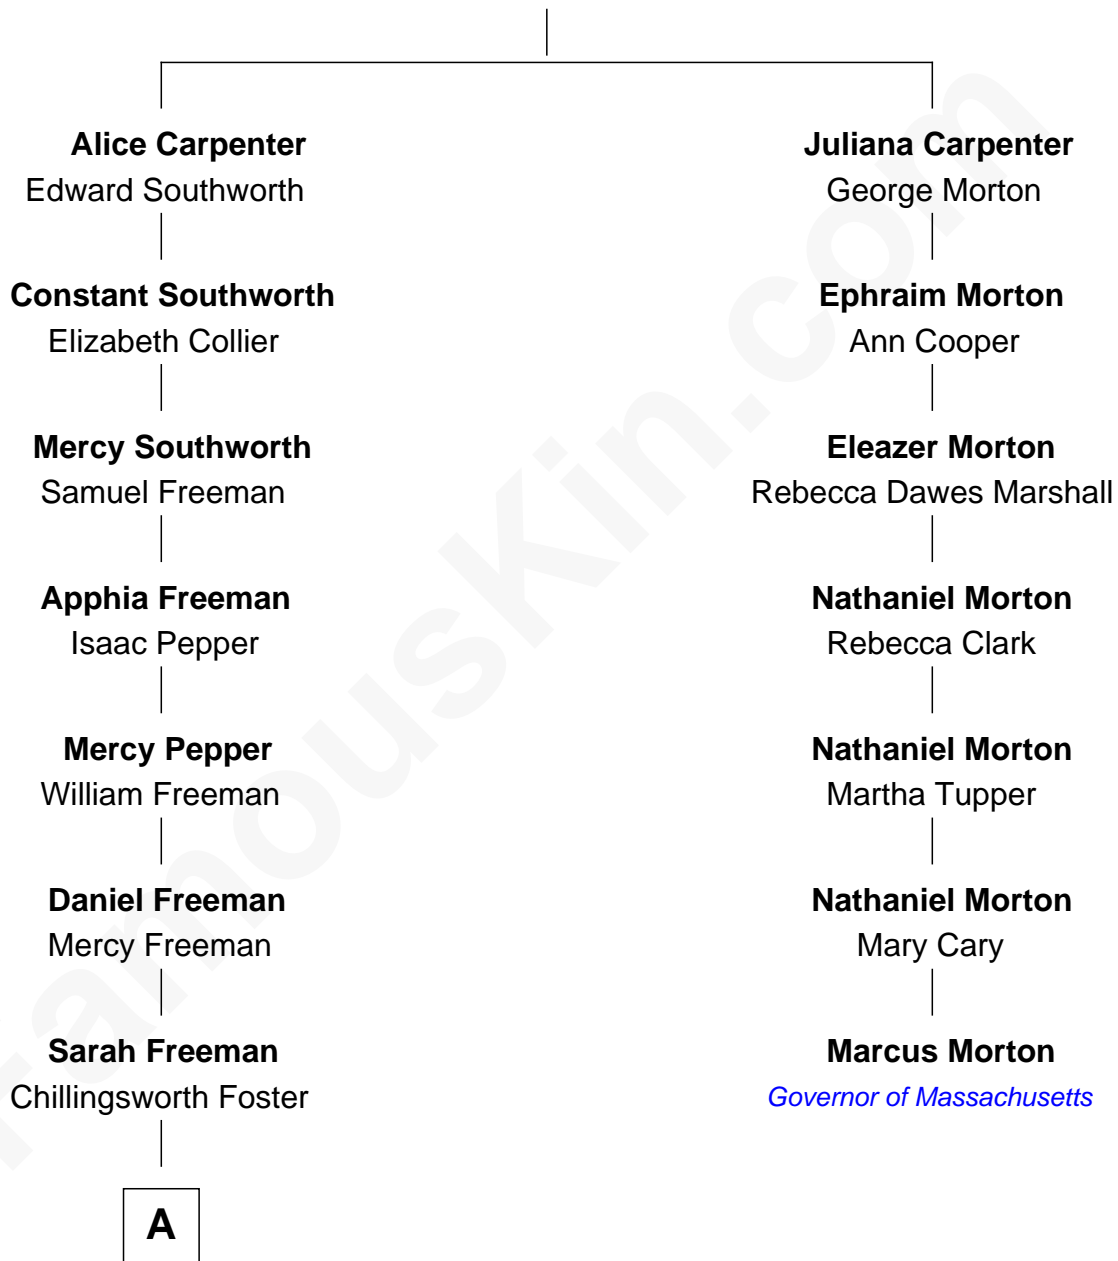 Alice Carpenter
Edward Southworth
Constant Southworth
Elizabeth Collier
Mercy Southworth
Samuel Freeman
Apphia Freeman
Isaac Pepper
Mercy Pepper
William Freeman
Daniel Freeman
Mercy Freeman
Sarah Freeman
Chillingsworth Foster
A
Juliana Carpenter
George Morton
Ephraim Morton
Ann Cooper
Eleazer Morton
Rebecca Dawes Marshall
Nathaniel Morton
Rebecca Clark
Nathaniel Morton
Martha Tupper
Nathaniel Morton
Mary Cary
Marcus Morton
Governor of Massachusetts
FamousKin.com